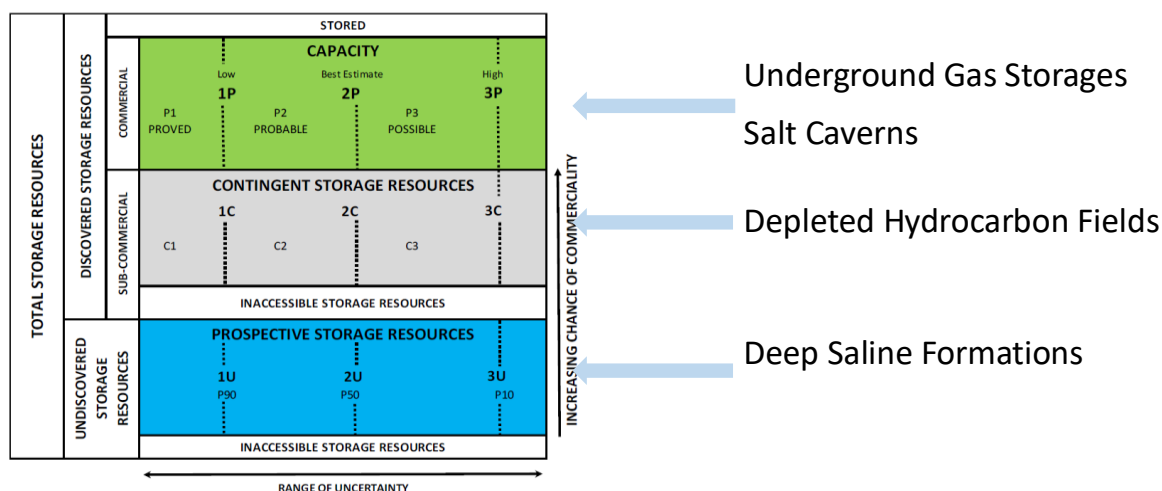 STORED
CAPACITY
Low
Best Estimate
High
1P
2P
3P
P1
P2
P3
PROVED
PROBABLE
POSSIBLE
CONTINGENT STORAGE RESOURCES
1C
2C
3C
C1
C2
C3
INACCESSIBLE STORAGE RESOURCES
PROSPECTIVE STORAGE RESOURCES
1U
2U
3U
P90
P50
P10
INACCESSIBLE STORAGE RESOURCES
RANGE OF UNCERTAINTY
TOTAL STORAGE RESOURCES
DISCOVERED STORAGE RESOURCES
COMMERCIAL
SUB-COMMERCIAL
UNDISCOVERED
STORAGE
RESOURCES
INCREASING CHANCE OF COMMERCIALITY
Underground Gas Storages
Salt Caverns
Depleted Hydrocarbon Fields
Deep Saline Formations